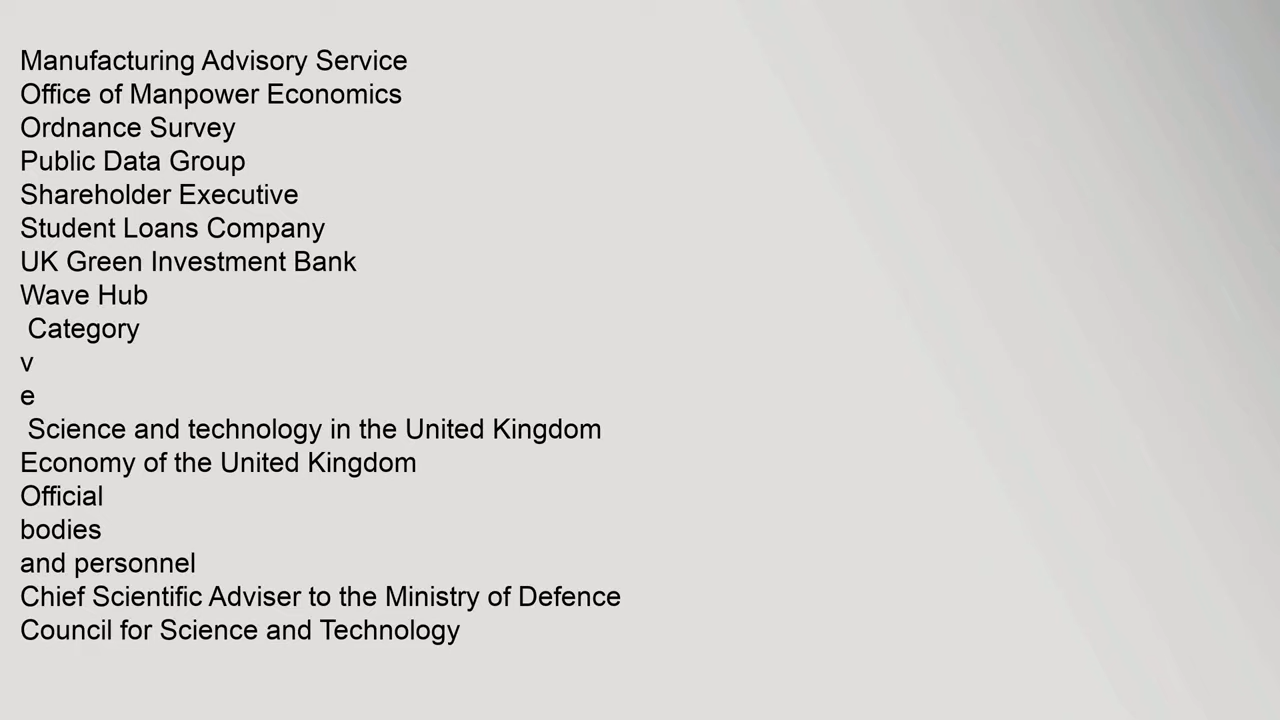 Manufacturing Advisory Service
Office of Manpower Economics
Ordnance Survey
Public Data Group
Shareholder Executive
Student Loans Company
UK Green Investment Bank
Wave Hub
Category
v
e
Science and technology in the United Kingdom
Economy of the United Kingdom
Official
bodies
and personnel
Chief Scientific Adviser to the Ministry of Defence
Council for Science and Technology